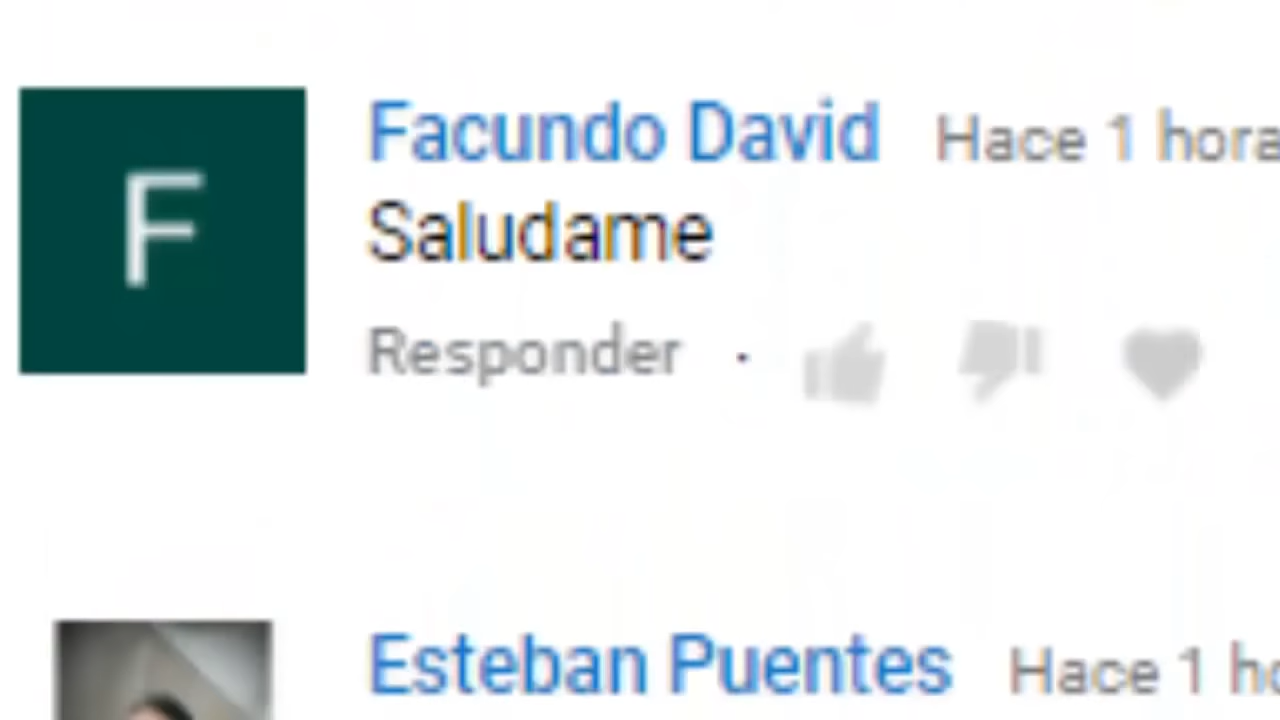 F
Facundo David Hace 1 hora
Saludame
Responder ·
Esteban Puentes Hace 1